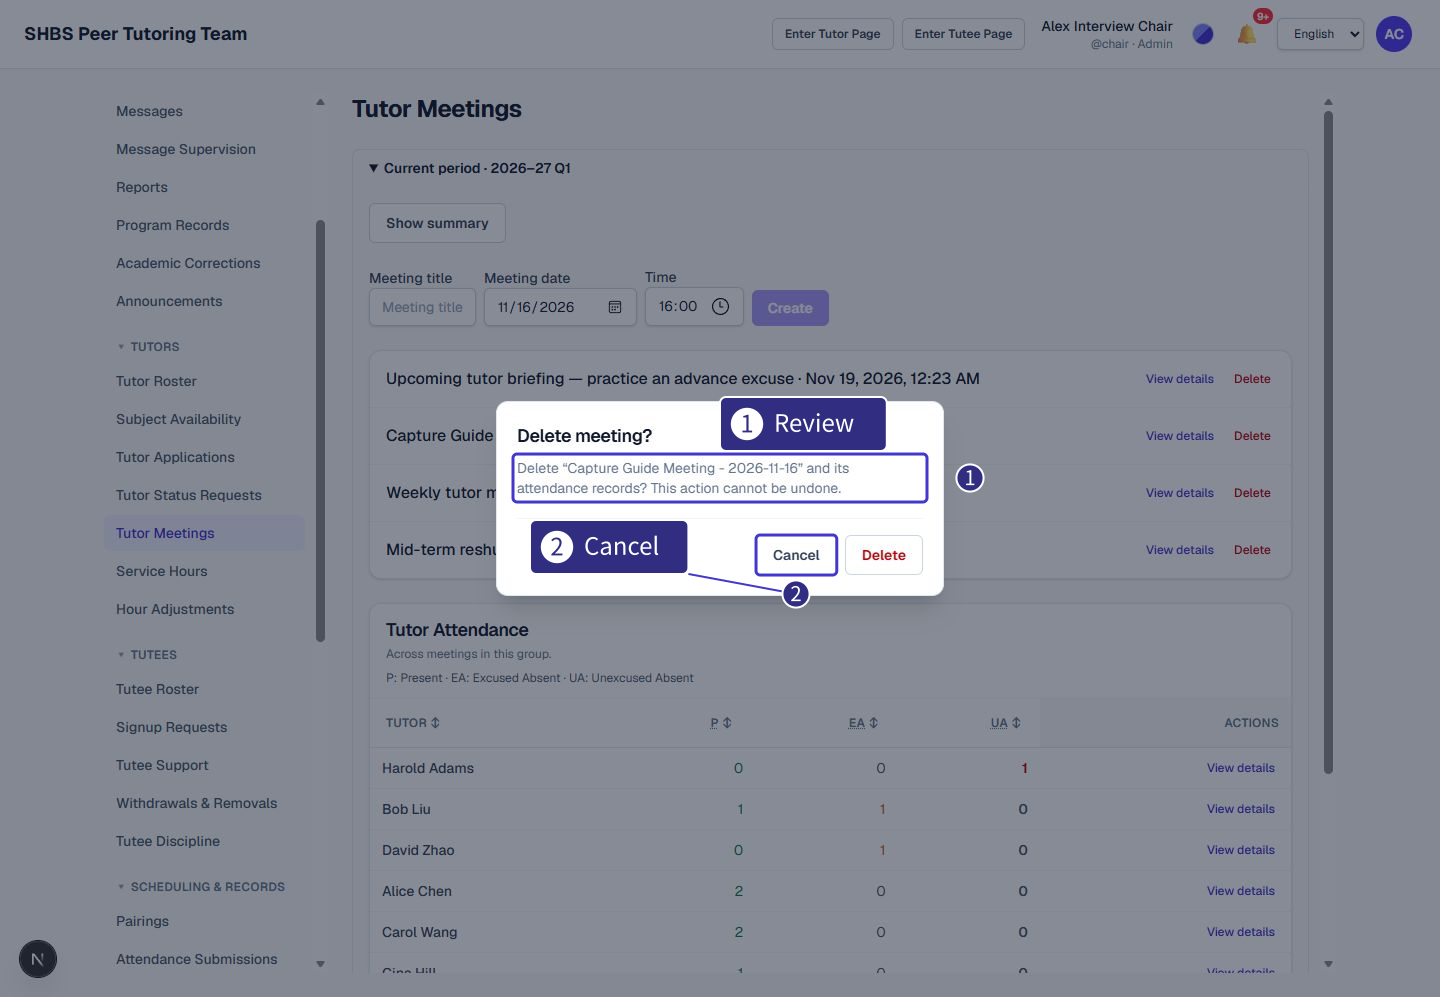 SHBS Peer Tutoring Team
Enter Tutor Page
Enter Tutee Page
Alex Interview Chair
@chair · Admin
9+
English
AC
Messages
Message Supervision
Reports
Program Records
Academic Corrections
Announcements
TUTORS
Tutor Roster
Subject Availability
Tutor Applications
Tutor Status Requests
Tutor Meetings
Service Hours
Hour Adjustments
TUTEES
Tutee Roster
Signup Requests
Tutee Support
Withdrawals & Removals
Tutee Discipline
SCHEDULING & RECORDS
Pairings
Attendance Submissions
N
Tutor Meetings
Current period · 2026–27 Q1
Show summary
Meeting title Meeting date Time
Meeting title 11/16/2026 16:00 Create
Upcoming tutor briefing — practice an advance excuse · Nov 19, 2026, 12:23 AM View details Delete
Capture Guide View details Delete
Weekly tutor View details Delete
Mid-term View details Delete
Delete meeting?
1 Review
Delete “Capture Guide Meeting - 2026-11-16” and its
attendance records? This action cannot be undone.
1
2 Cancel
Cancel Delete
2
Tutor Attendance
Across meetings in this group.
P: Present · EA: Excused Absent · UA: Unexcused Absent
TUTOR P EA UA ACTIONS
Harold Adams 0 0 1 View details
Bob Liu 1 1 0 View details
David Zhao 0 1 0 View details
Alice Chen 2 0 0 View details
Carol Wang 2 0 0 View details